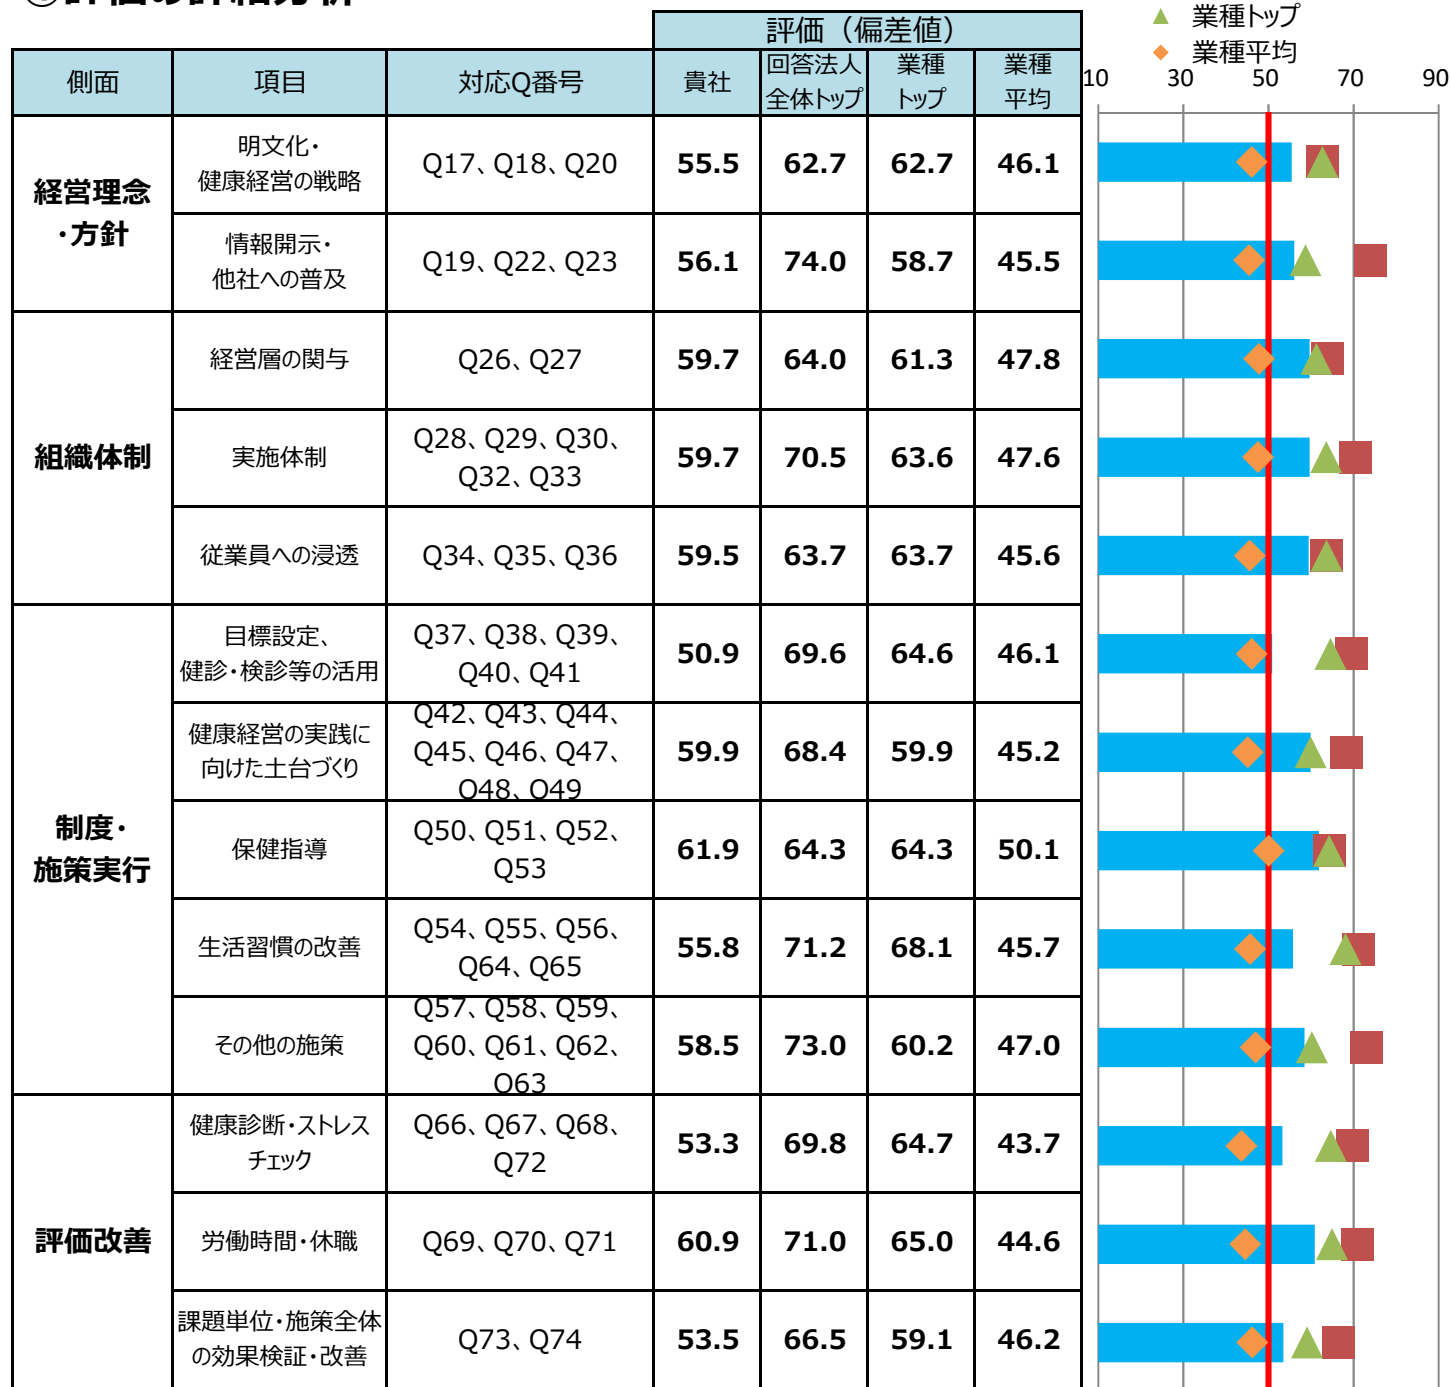 評価（偏差値）
側面 項目 対応Q番号 貴社 回答法人 業種 業種
全体トップ トップ 平均
▲ 業種トップ
◆ 業種平均
10 30 50 70 90
経営理念
・方針
明文化・
健康経営の戦略
Q17、Q18、Q20
55.5 62.7 62.7 46.1
情報開示・
他社への普及
Q19、Q22、Q23
56.1 74.0 58.7 45.5
組織体制
経営層の関与
Q26、Q27
59.7 64.0 61.3 47.8
実施体制
Q28、Q29、Q30、
Q32、Q33
59.7 70.5 63.6 47.6
従業員への浸透
Q34、Q35、Q36
59.5 63.7 63.7 45.6
制度・
施策実行
目標設定、
健診・検診等の活用
Q37、Q38、Q39、
Q40、Q41
50.9 69.6 64.6 46.1
健康経営の実践に
向けた土台づくり
Q42、Q43、Q44、
Q45、Q46、Q47、
Q48、Q49
59.9 68.4 59.9 45.2
保健指導
Q50、Q51、Q52、
Q53
61.9 64.3 64.3 50.1
生活習慣の改善
Q54、Q55、Q56、
Q64、Q65
55.8 71.2 68.1 45.7
その他の施策
Q57、Q58、Q59、
Q60、Q61、Q62、
Q63
58.5 73.0 60.2 47.0
評価改善
健康診断・ストレス
チェック
Q66、Q67、Q68、
Q72
53.3 69.8 64.7 43.7
労働時間・休職
Q69、Q70、Q71
60.9 71.0 65.0 44.6
課題単位・施策全体
の効果検証・改善
Q73、Q74
53.5 66.5 59.1 46.2